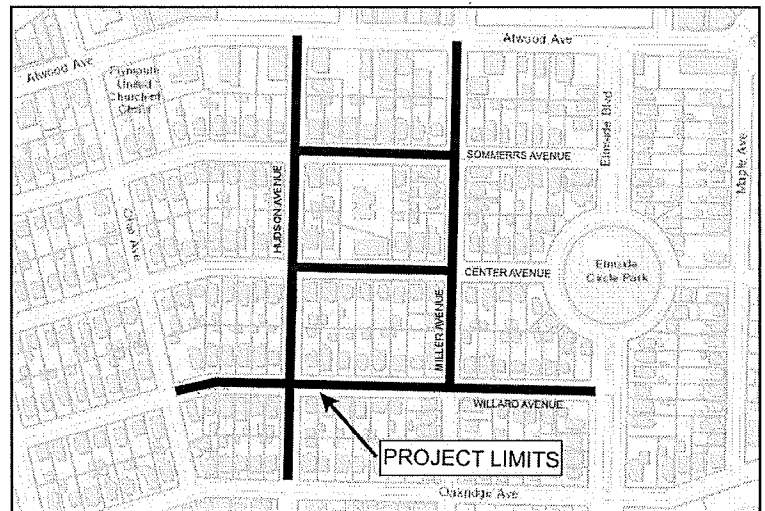 Atwood Ave
Atwood Ave
Plymouth
United
Church of
Christ
SOMMERRS AVENUE
Elmside Blvd
Maple Ave
HUDSON AVENUE
Ohio Ave
CENTER AVENUE
Elmside
Circle Park
MILLER AVENUE
WILLARD AVENUE
PROJECT LIMITS
Oakridge Ave